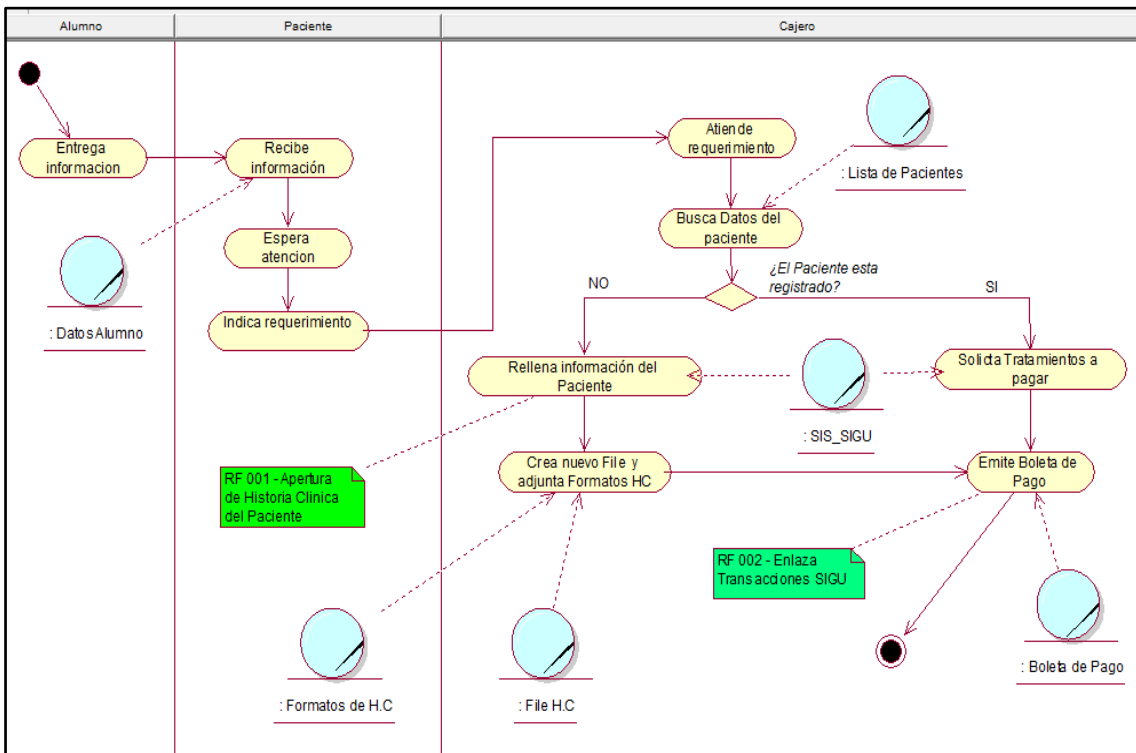 Alumno
Paciente
Cajero
Entrega
informacion
Recibe
información
Atiende
requerimiento
: Lista de Pacientes
Busca Datos del
paciente
Espera
atencion
¿El Paciente esta
registrado?
NO
SI
: Datos Alumno
Indica requerimiento
Rellena información del
Paciente
Solicta Tratamientos a
pagar
: SIS_SIGU
RF 001 - Apertura
de Historia Clinica
del Paciente
Crea nuevo File y
adjunta Formatos HC
Emite Boleta de
Pago
RF 002 - Enlaza
Transacciones SIGU
: Boleta de Pago
: Formatos de H.C
: File H.C